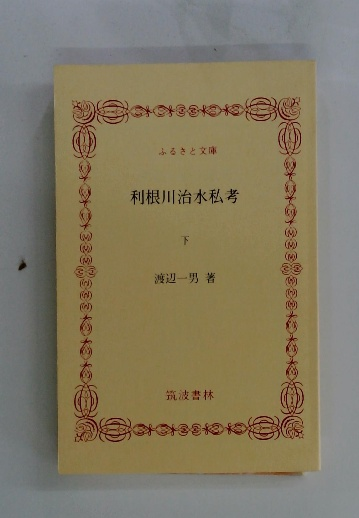 ふるさと文庫
利根川治水私考
下
渡辺一男 著
筑波書林